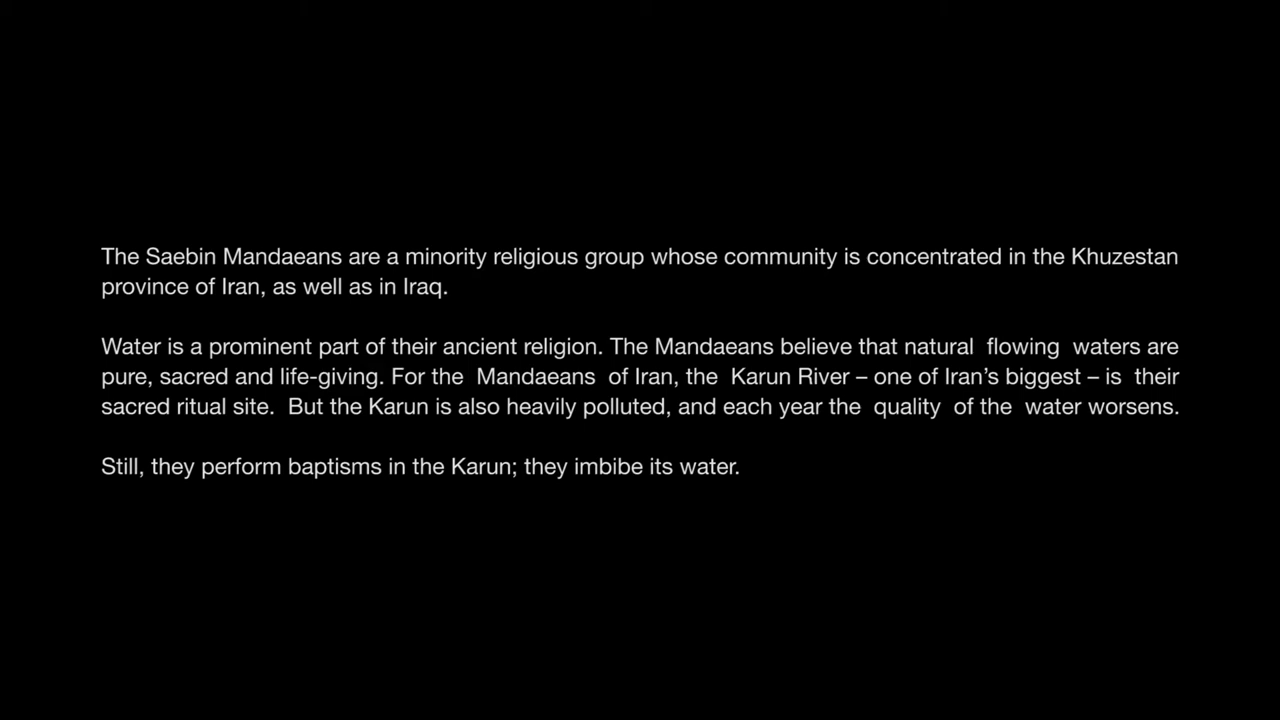 The Saebin Mandaeans are a minority religious group whose community is concentrated in the Khuzestan
province of Iran, as well as in Iraq.
Water is a prominent part of their ancient religion. The Mandaeans believe that natural flowing waters are
pure, sacred and life-giving. For the Mandaeans of Iran, the Karun River – one of Iran’s biggest – is their
sacred ritual site. But the Karun is also heavily polluted, and each year the quality of the water worsens.
Still, they perform baptisms in the Karun; they imbibe its water.